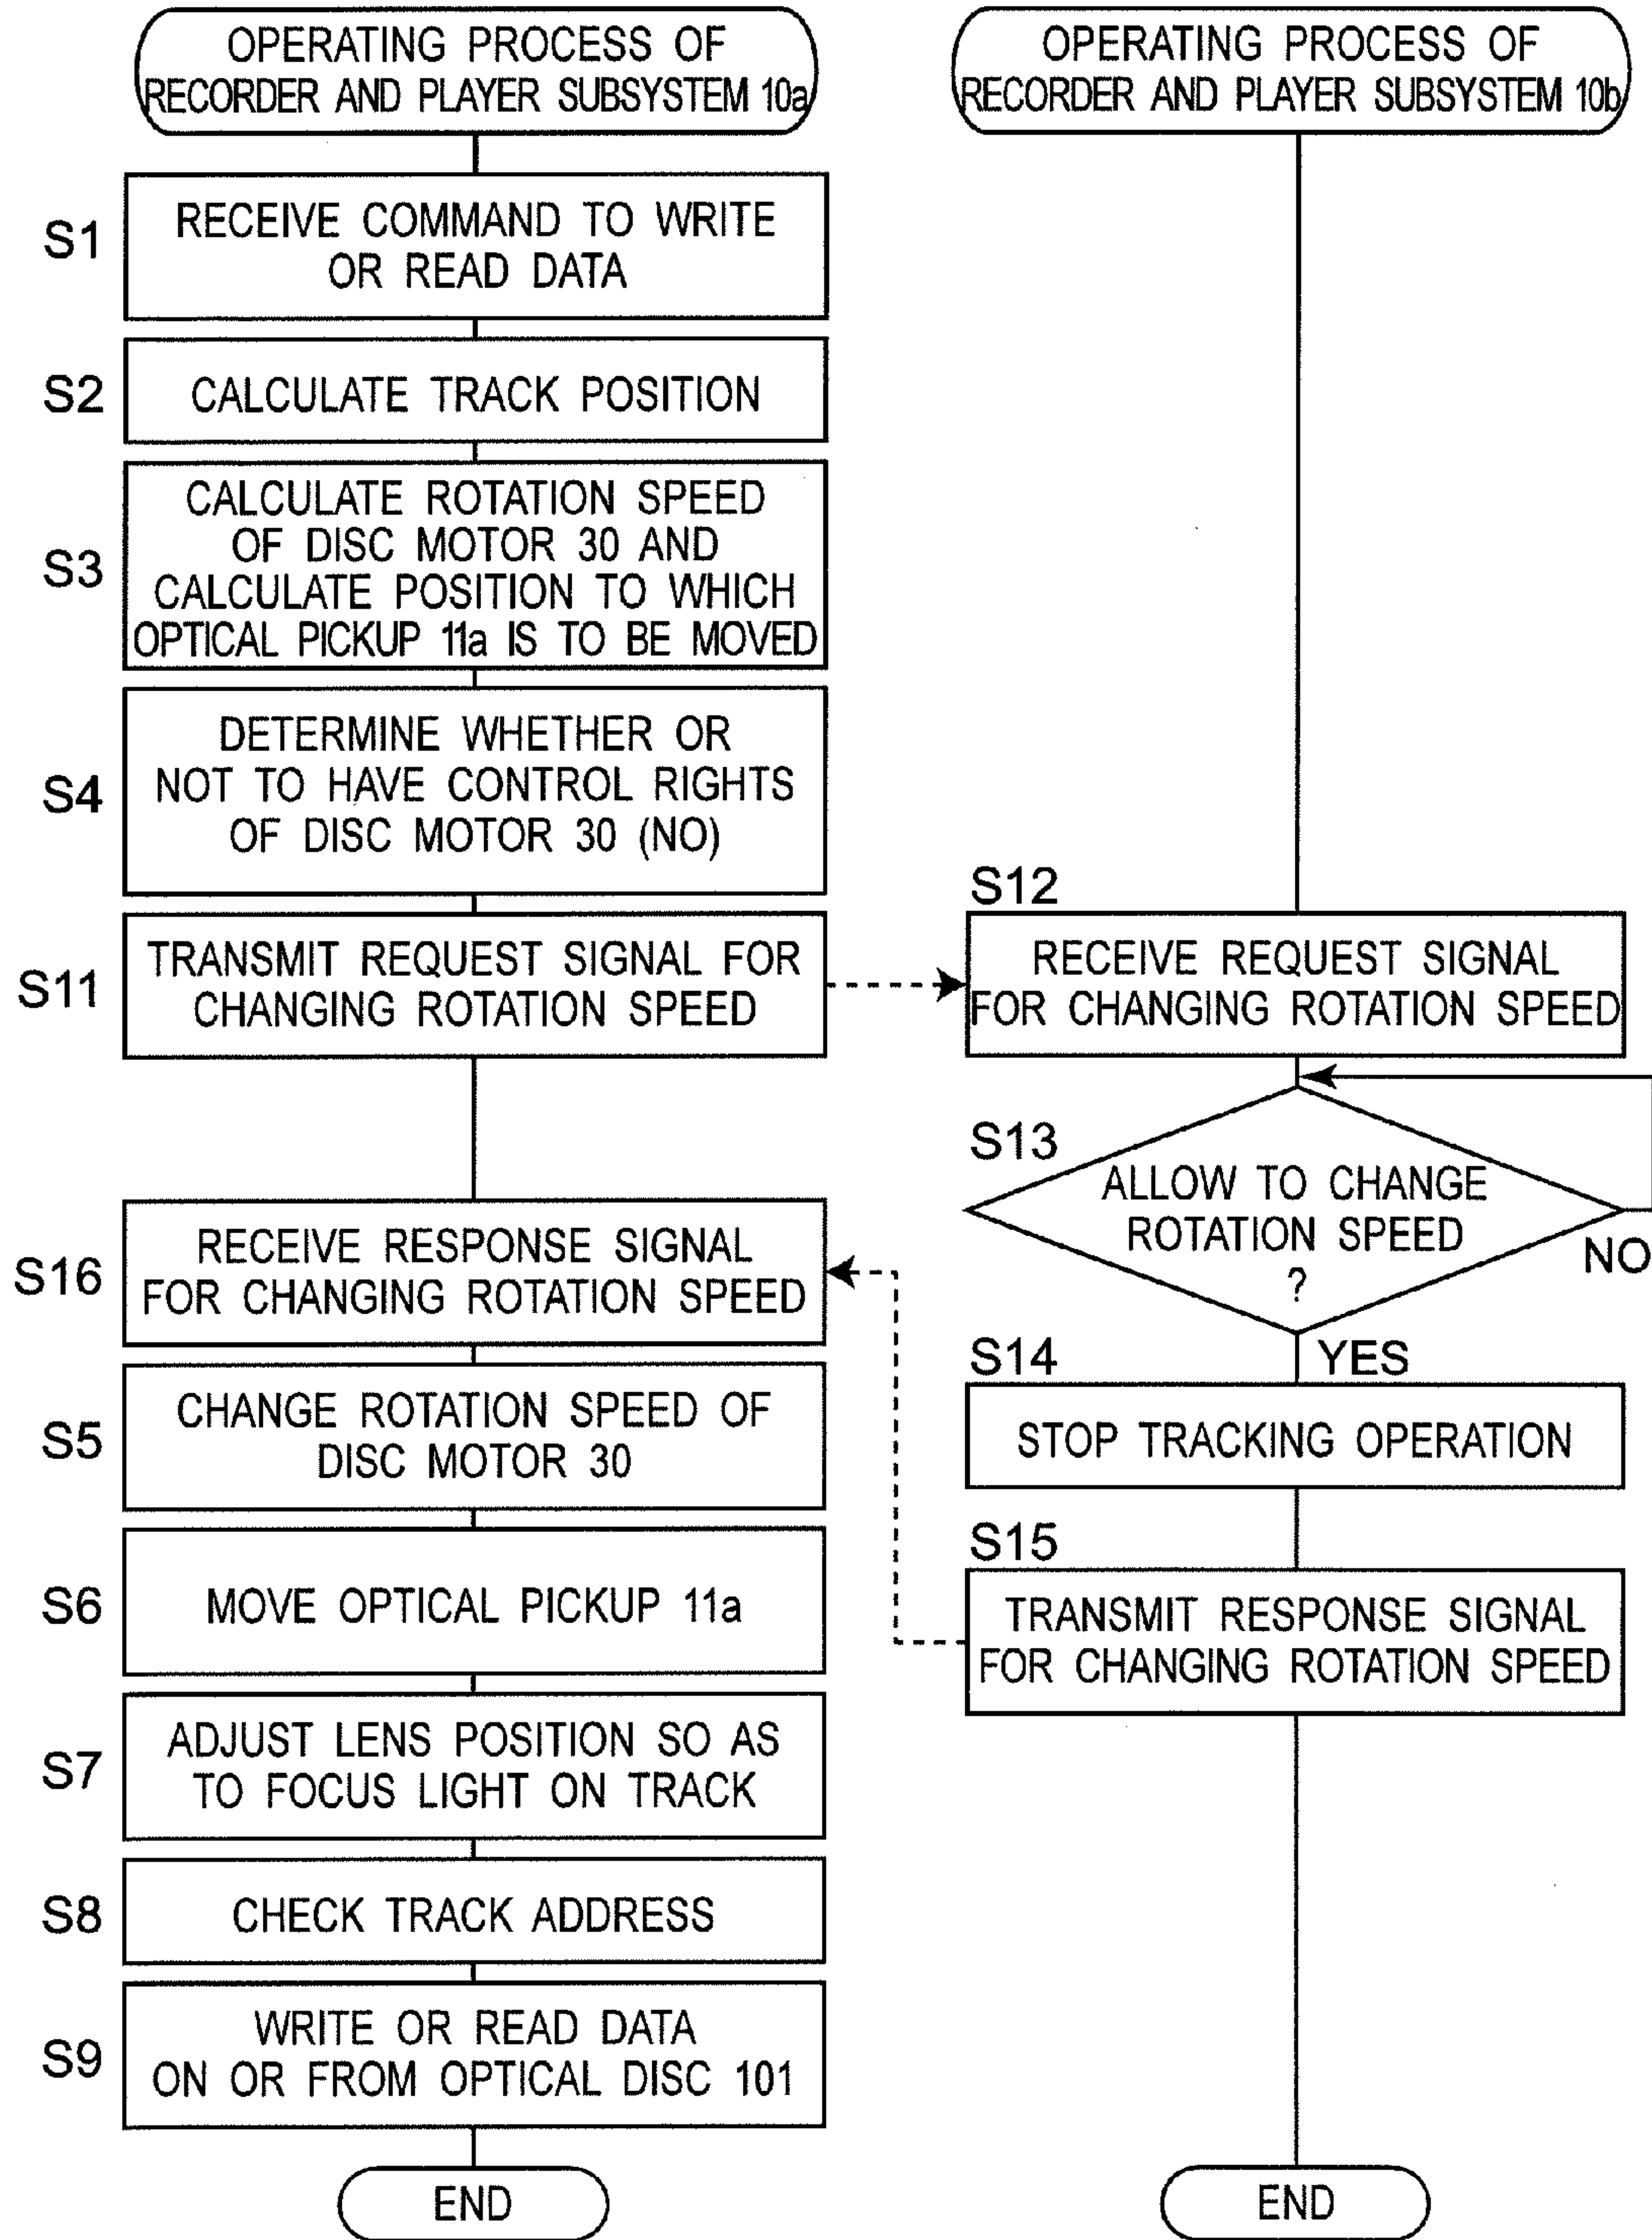 OPERATING PROCESS OF
RECORDER AND PLAYER SUBSYSTEM 10a
S1
RECEIVE COMMAND TO WRITE
OR READ DATA
S2
CALCULATE TRACK POSITION
S3
CALCULATE ROTATION SPEED
OF DISC MOTOR 30 AND
CALCULATE POSITION TO WHICH
OPTICAL PICKUP 11a IS TO BE MOVED
S4
DETERMINE WHETHER OR
NOT TO HAVE CONTROL RIGHTS
OF DISC MOTOR 30 (NO)
S11
TRANSMIT REQUEST SIGNAL FOR
CHANGING ROTATION SPEED
S16
RECEIVE RESPONSE SIGNAL
FOR CHANGING ROTATION SPEED
S5
CHANGE ROTATION SPEED OF
DISC MOTOR 30
S6
MOVE OPTICAL PICKUP 11a
S7
ADJUST LENS POSITION SO AS
TO FOCUS LIGHT ON TRACK
S8
CHECK TRACK ADDRESS
S9
WRITE OR READ DATA
ON OR FROM OPTICAL DISC 101
END
OPERATING PROCESS OF
RECORDER AND PLAYER SUBSYSTEM 10b
S12
RECEIVE REQUEST SIGNAL
FOR CHANGING ROTATION SPEED
S13
ALLOW TO CHANGE
ROTATION SPEED
?
NO
YES
S14
STOP TRACKING OPERATION
S15
TRANSMIT RESPONSE SIGNAL
FOR CHANGING ROTATION SPEED
END